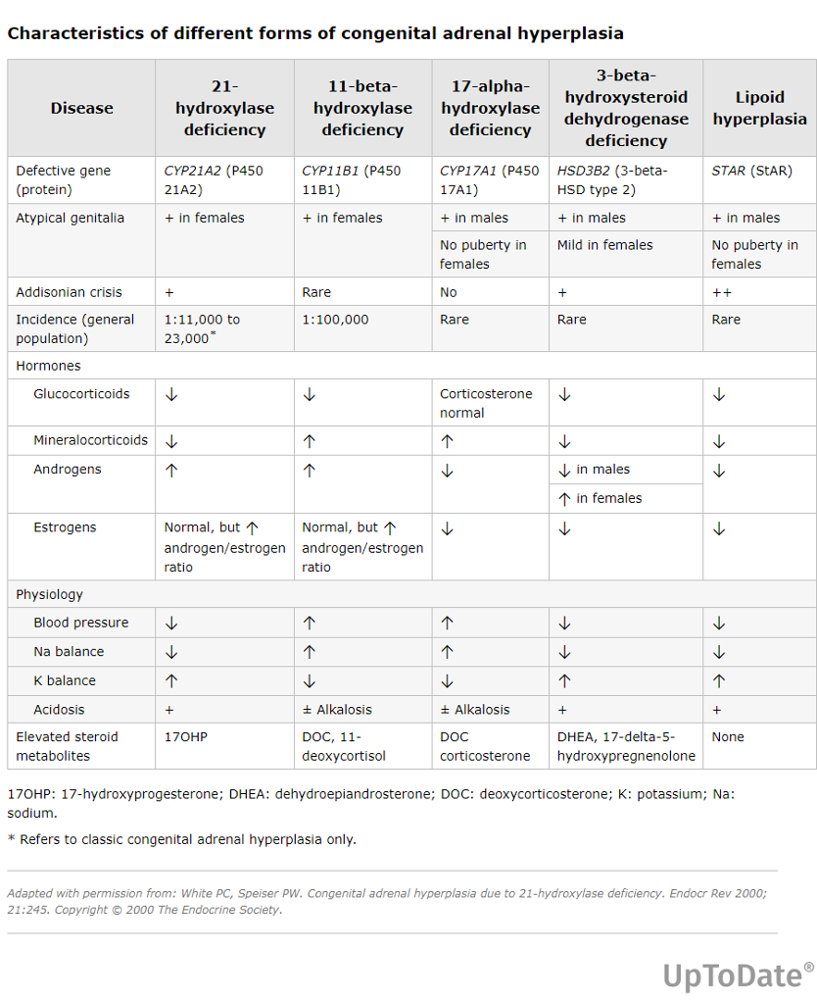 Characteristics of different forms of congenital adrenal hyperplasia
Disease
21-
hydroxylase
deficiency
11-beta-
hydroxylase
deficiency
17-alpha-
hydroxylase
deficiency
3-beta-
hydroxysteroid
dehydrogenase
deficiency
Lipoid
hyperplasia
Defective gene
(protein)
CYP21A2 (P450
21A2)
CYP11B1 (P450
11B1)
CYP17A1 (P450
17A1)
HSD3B2 (3-beta-
HSD type 2)
STAR (StAR)
Atypical genitalia
+ in females
+ in females
+ in males
No puberty in
females
+ in males
Mild in females
+ in males
No puberty in
females
Addisonian crisis
+
Rare
No
+
++
Incidence (general
population)
1:11,000 to
23,000*
1:100,000
Rare
Rare
Rare
Hormones
Glucocorticoids
↓
↓
Corticosterone
normal
↓
↓
Mineralocorticoids
↓
↑
↑
↓
↓
Androgens
↑
↑
↓
↓ in males
↑ in females
↓
Estrogens
Normal, but ↑
androgen/estrogen
ratio
Normal, but ↑
androgen/estrogen
ratio
↓
↓
↓
Physiology
Blood pressure
↓
↑
↑
↓
↓
Na balance
↓
↑
↑
↓
↓
K balance
↑
↓
↓
↑
↑
Acidosis
+
± Alkalosis
± Alkalosis
+
+
Elevated steroid
metabolites
17OHP
DOC, 11-
deoxycortisol
DOC
corticosterone
DHEA, 17-delta-5-
hydroxypregnenolone
None
17OHP: 17-hydroxyprogesterone; DHEA: dehydroepiandrosterone; DOC: deoxycorticosterone; K: potassium; Na:
sodium.
* Refers to classic congenital adrenal hyperplasia only.
Adapted with permission from: White PC, Speiser PW. Congenital adrenal hyperplasia due to 21-hydroxylase deficiency. Endocr Rev 2000;
21:245. Copyright © 2000 The Endocrine Society.
UpToDate®